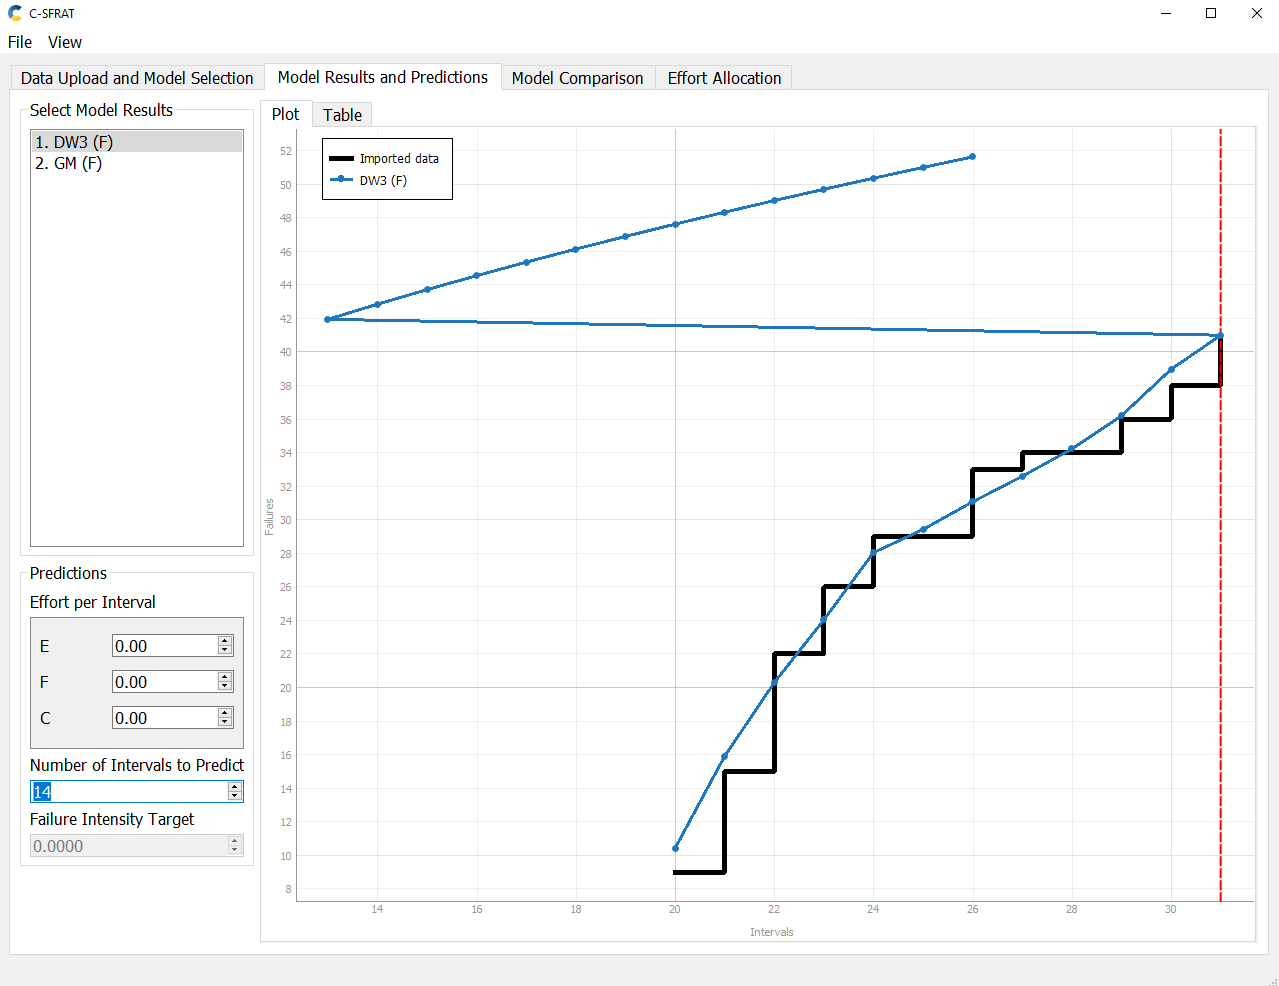 C-SFRAT
File View
Data Upload and Model Selection Model Results and Predictions Model Comparison Effort Allocation
Select Model Results
1. DW3 (F)
2. GM (F)
Predictions
Effort per Interval
E 0.00
F 0.00
C 0.00
Number of Intervals to Predict
14
Failure Intensity Target
0.0000
Plot Table
Imported data
DW3 (F)
52
50
48
46
44
42
40
38
36
34
32
30
28
26
24
22
20
18
16
14
12
10
8
Failures
14 16 18 20 22 24 26 28 30
Intervals